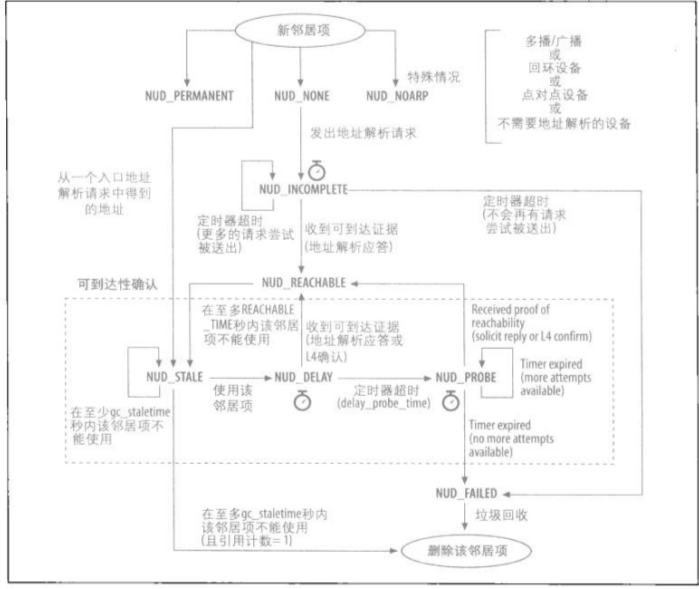 新邻居项
多播/广播
或
回环设备
或
点对点设备
或
不需要地址解析的设备
特殊情况
NUD_PERMANENT
NUD_NONE
NUD_NOARP
发出地址解析请求
从一个入口地址
解析请求中得到
的地址
NUD_INCOMPLETE
定时器超时
(更多的请求尝试
被送出)
收到可到达证据
(地址解析应答)
定时器超时
(不会再有请求
尝试被送出)
可到达性确认
NUD_REACHABLE
在至多REACHABLE
_TIME秒内该邻居
项不能使用
收到可到达证据
(地址解析应答或
L4确认)
Received proof of
reachability
(solicit reply or L4 confirm)
NUD_STALE
使用该
邻居项
NUD_DELAY
定时器超时
(delay_probe_time)
NUD_PROBE
Timer expired
(more attempts
available)
在至少gc_staletime
秒内该邻居项不
能使用
Timer expired
(no more attempts
available)
NUD_FAILED
垃圾回收
在至多gc_staletime秒内
该邻居项不能使用
(且引用计数=1)
删除该邻居项